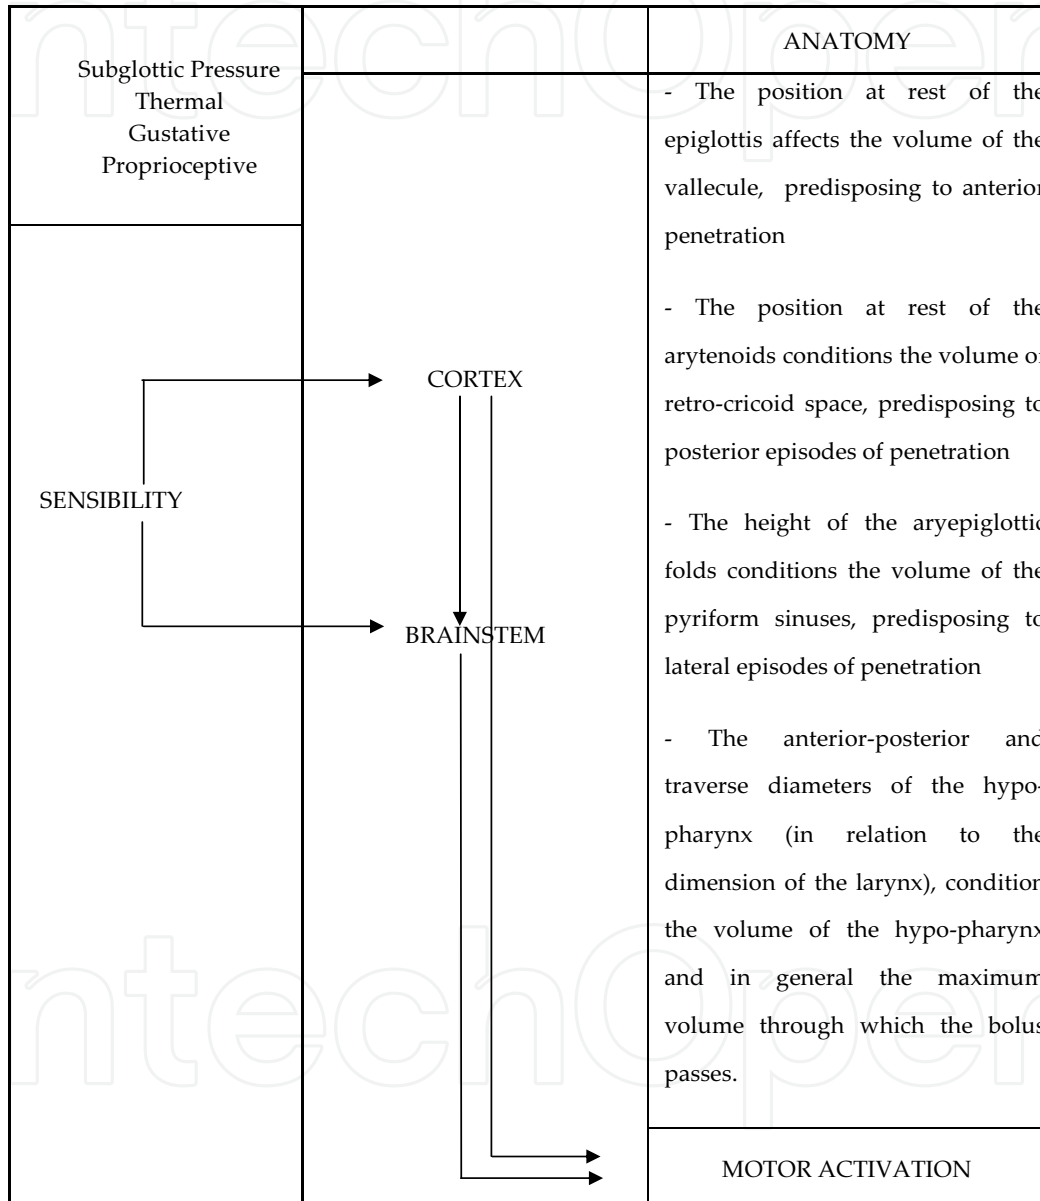 Subglottic Pressure
Thermal
Gustative
Proprioceptive
SENSIBILITY
CORTEX
BRAINSTEM
ANATOMY
- The position at rest of the
epiglottis affects the volume of the
vallecule, predisposing to anterior
penetration
- The position at rest of the
arytenoids conditions the volume of
retro-cricoid space, predisposing to
posterior episodes of penetration
- The height of the aryepiglottic
folds conditions the volume of the
pyriform sinuses, predisposing to
lateral episodes of penetration
- The anterior-posterior and
traverse diameters of the hypo-
pharynx (in relation to the
dimension of the larynx), condition
the volume of the hypo-pharynx
and in general the maximum
volume through which the bolus
passes.
MOTOR ACTIVATION